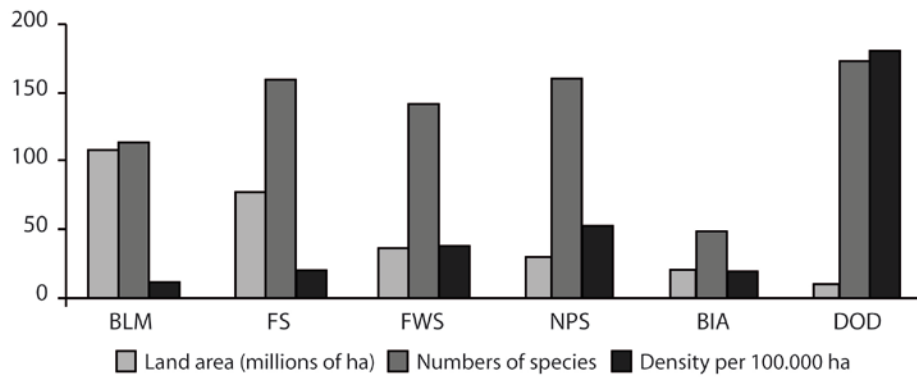 200
150
100
50
0
BLM FS FWS NPS BIA DOD
Land area (millions of ha) Numbers of species Density per 100.000 ha